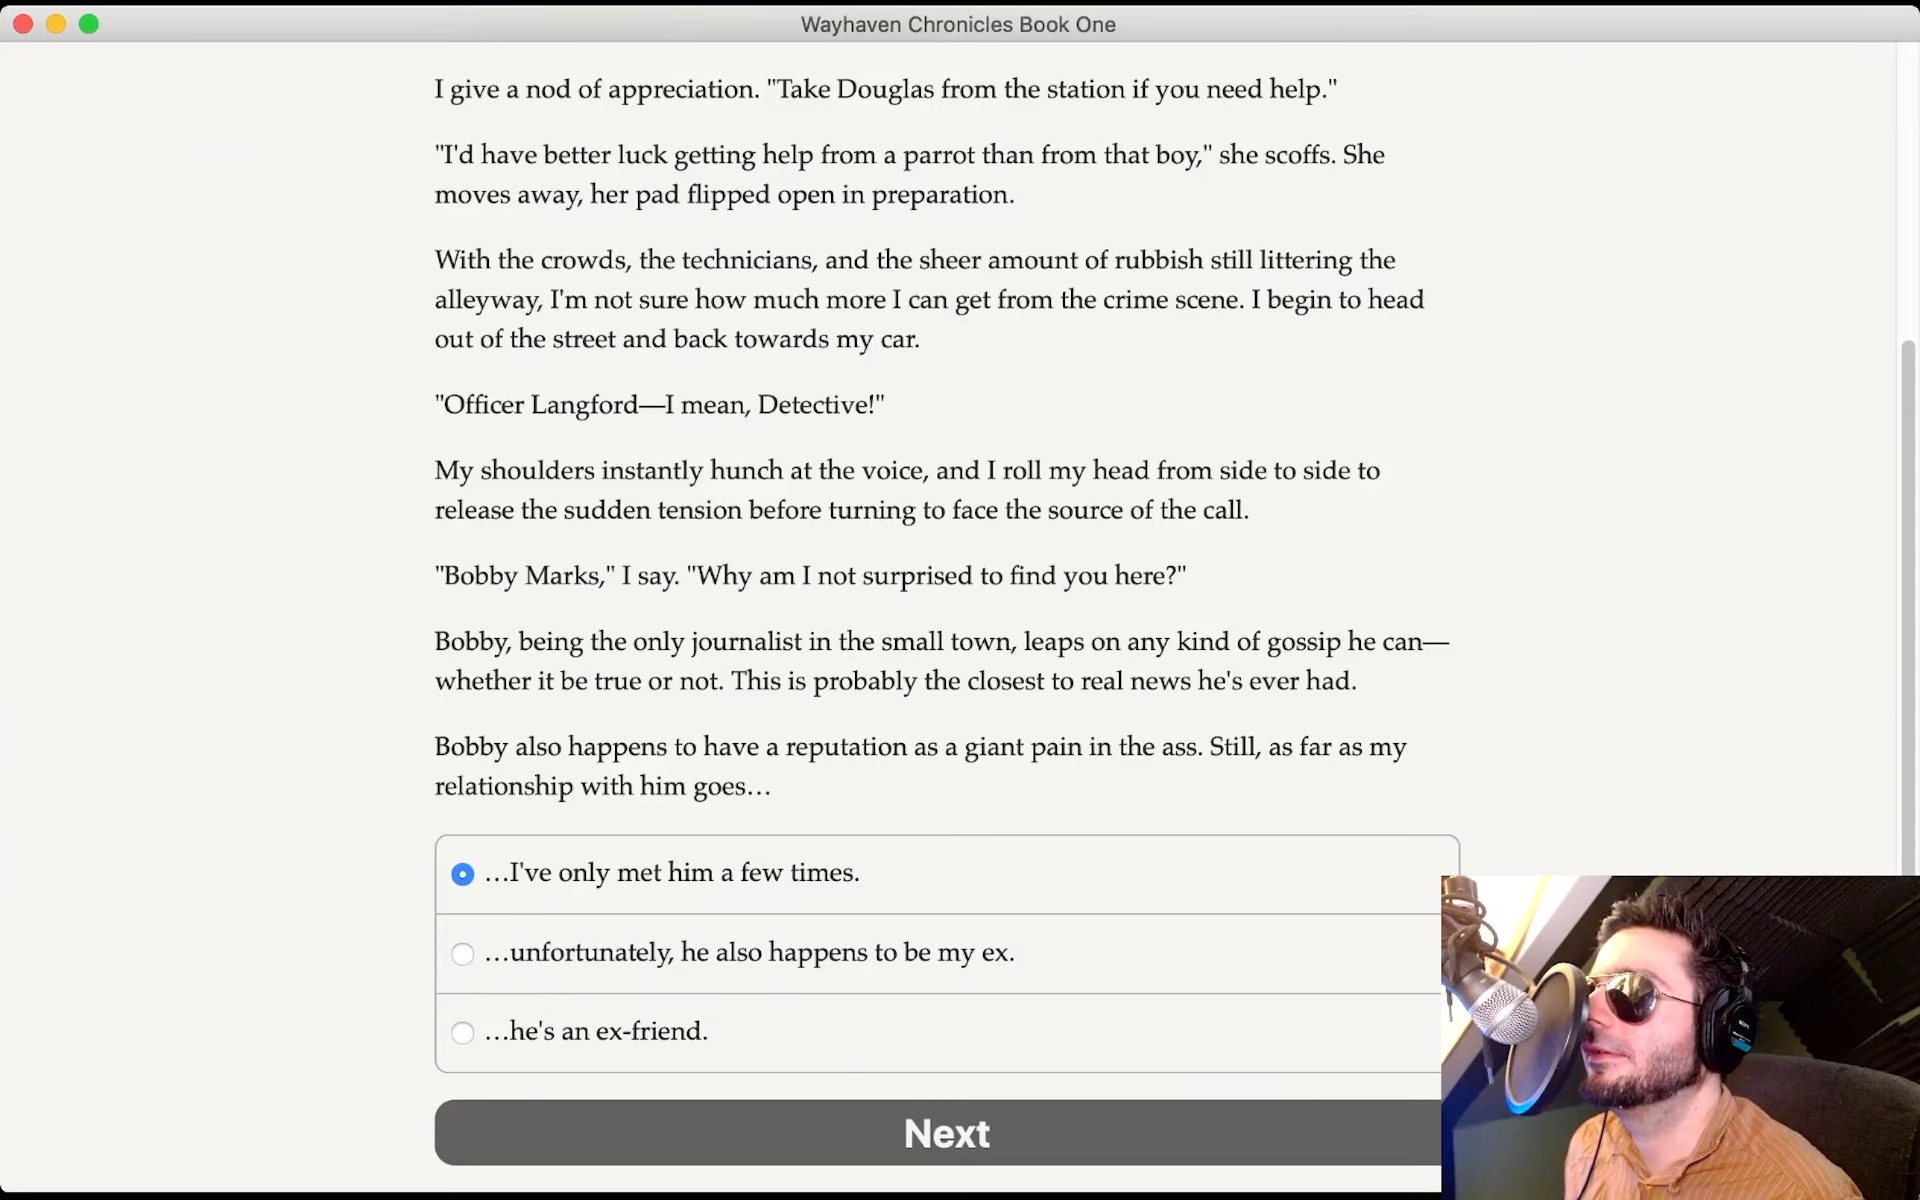 Wayhaven Chronicles Book One
I give a nod of appreciation. "Take Douglas from the station if you need help."
"I'd have better luck getting help from a parrot than from that boy," she scoffs. She
moves away, her pad flipped open in preparation.
With the crowds, the technicians, and the sheer amount of rubbish still littering the
alleyway, I'm not sure how much more I can get from the crime scene. I begin to head
out of the street and back towards my car.
"Officer Langford—I mean, Detective!"
My shoulders instantly hunch at the voice, and I roll my head from side to side to
release the sudden tension before turning to face the source of the call.
"Bobby Marks," I say. "Why am I not surprised to find you here?"
Bobby, being the only journalist in the small town, leaps on any kind of gossip he can—
whether it be true or not. This is probably the closest to real news he's ever had.
Bobby also happens to have a reputation as a giant pain in the ass. Still, as far as my
relationship with him goes…
…I've only met him a few times.
…unfortunately, he also happens to be my ex.
…he's an ex-friend.
Next
SONY